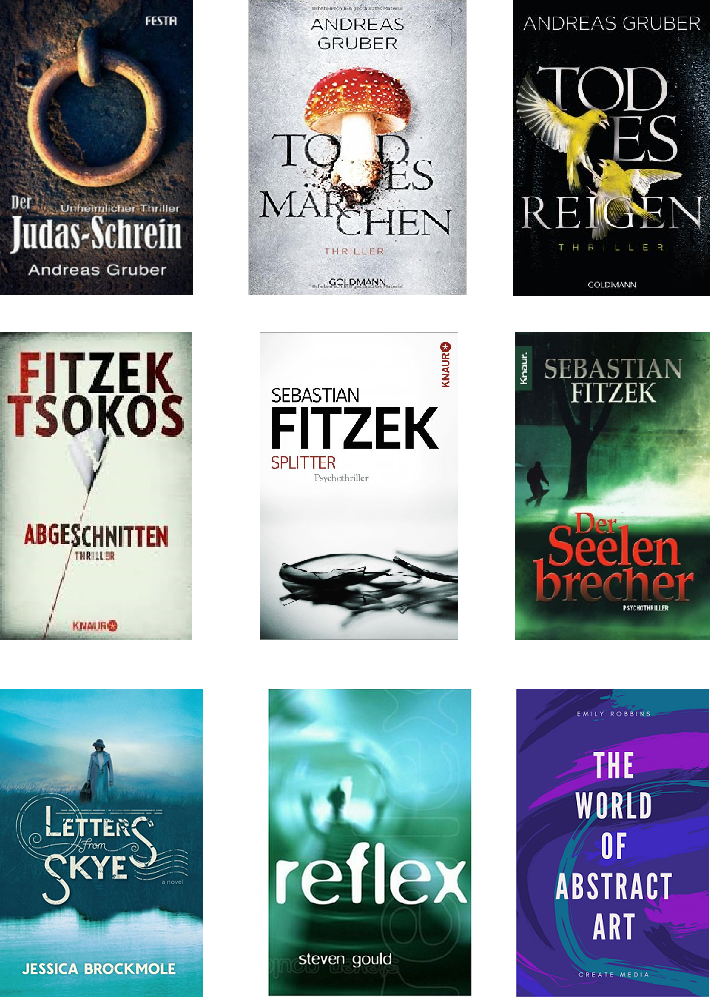 FESTA
Der
Unheimlicher Thriller
Judas-Schrein
Andreas Gruber
ANDREAS
GRUBER
TOD
ES
MÄR
CHEN
THRILLER
GOLDMANN
ANDREAS GRUBER
TOD
ES
REIGEN
THRILLER
GOLDMANN
FITZEK
TSOKOS
ABGESCHNITTEN
THRILLER
KNAUR
KNAUR
SEBASTIAN
FITZEK
SPLITTER
Psychothriller
Knaur.
SEBASTIAN
FITZEK
Der
Seelen
brecher
PSYCHOTHRILLER
LETTERS
from
SKYE
a novel
JESSICA BROCKMOLE
reflex
steven gould
EMILY ROBBINS
THE
WORLD
OF
ABSTRACT
ART
CREATE MEDIA